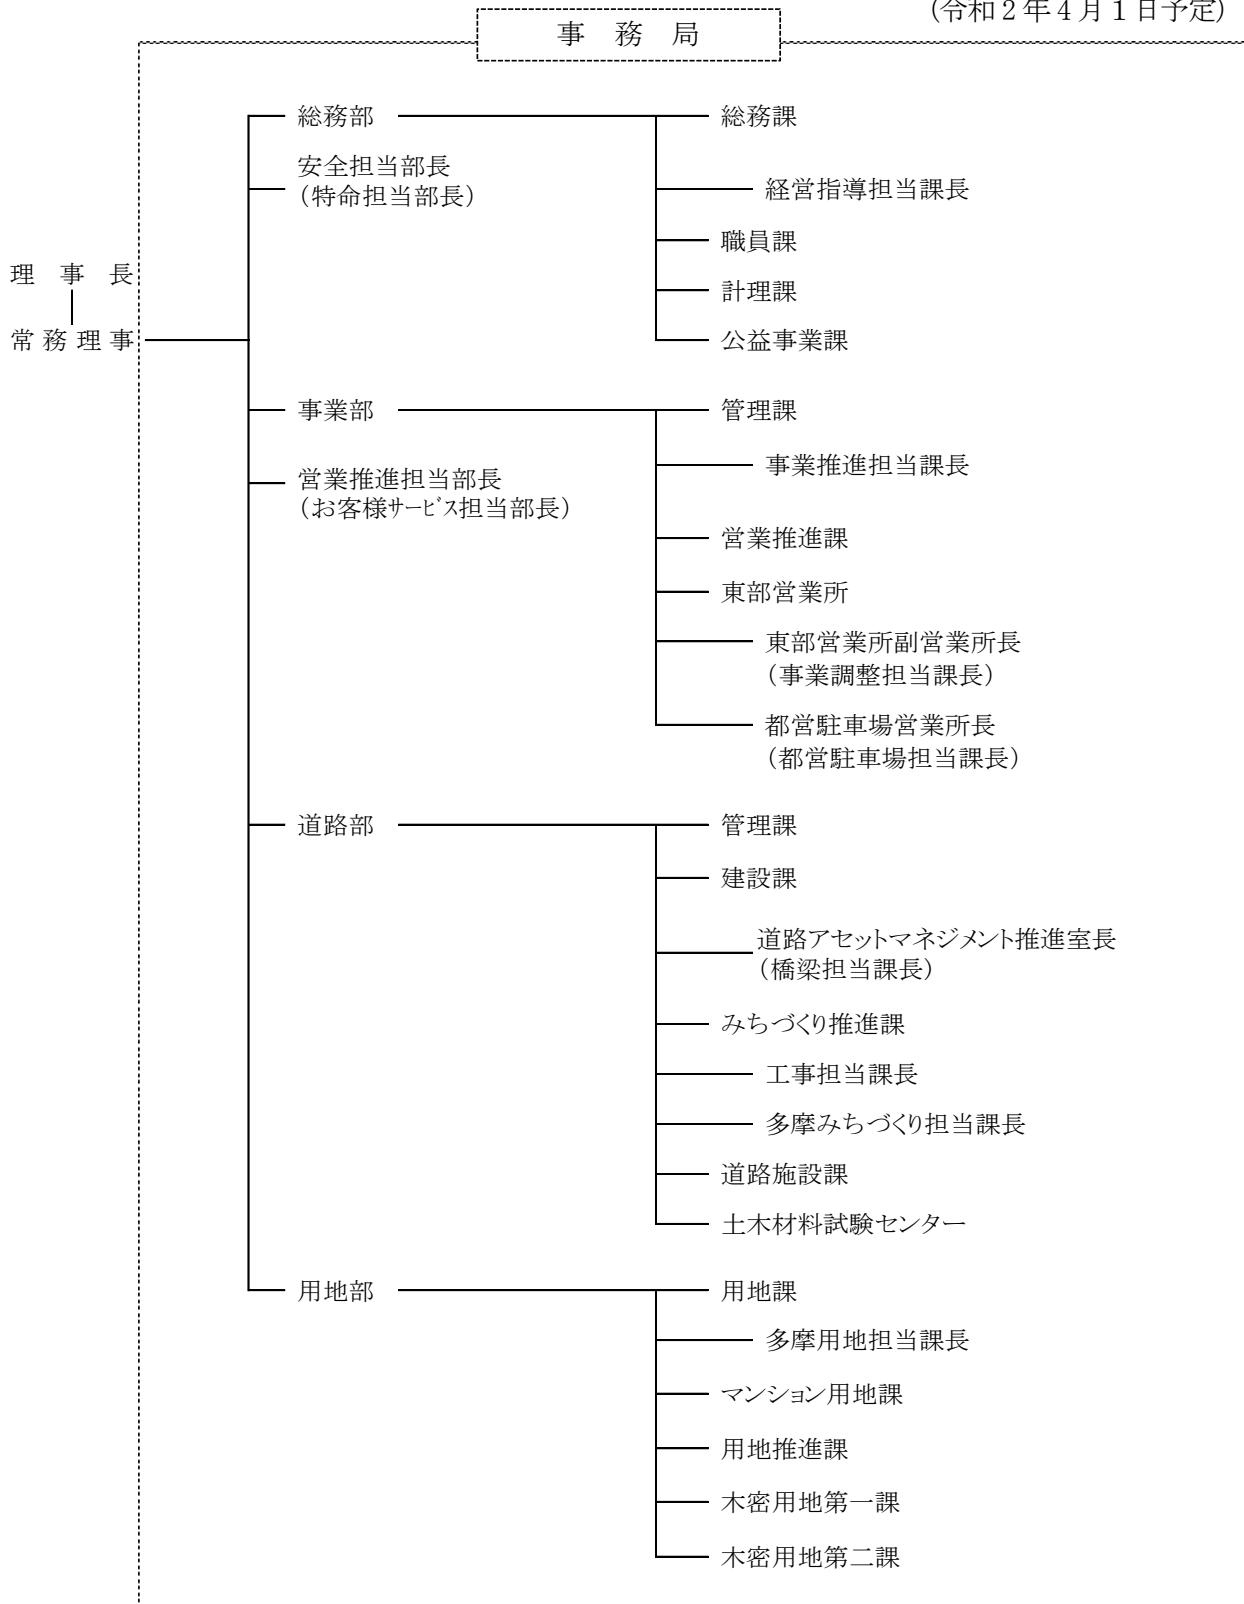 (令和２年４月１日予定)
事　務　局
総務部
総務課
安全担当部長
（特命担当部長）
経営指導担当課長
職員課
理　事　長
計理課
常務理事
公益事業課
事業部
管理課
事業推進担当課長
営業推進担当部長
（お客様ｻｰﾋﾞｽ担当部長）
営業推進課
東部営業所
東部営業所副営業所長
（事業調整担当課長）
都営駐車場営業所長
（都営駐車場担当課長）
道路部
管理課
建設課
道路アセットマネジメント推進室長
（橋梁担当課長）
みちづくり推進課
工事担当課長
多摩みちづくり担当課長
道路施設課
土木材料試験センター
用地部
用地課
多摩用地担当課長
マンション用地課
用地推進課
木密用地第一課
木密用地第二課